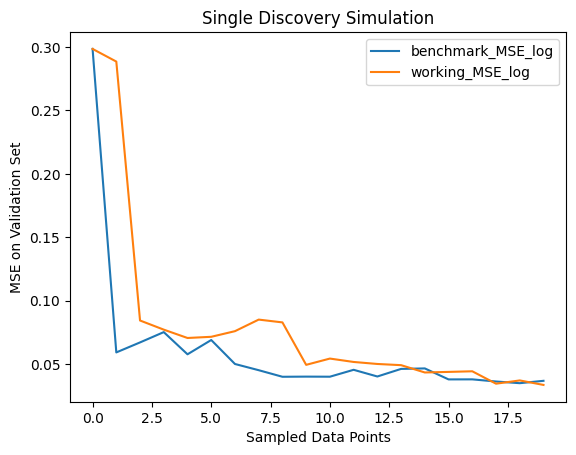 Single Discovery Simulation
benchmark_MSE_log
working_MSE_log
MSE on Validation Set
0.30
0.25
0.20
0.15
0.10
0.05
0.0 2.5 5.0 7.5 10.0 12.5 15.0 17.5
Sampled Data Points